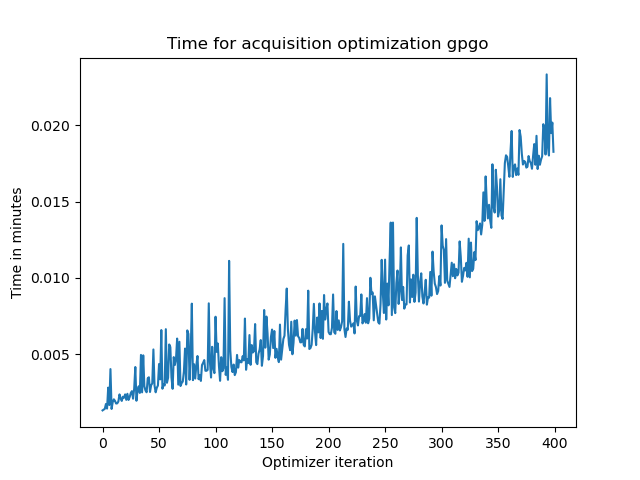 Time for acquisition optimization gpgo
0.020
0.015
0.010
0.005
Time in minutes
0 50 100 150 200 250 300 350 400
Optimizer iteration